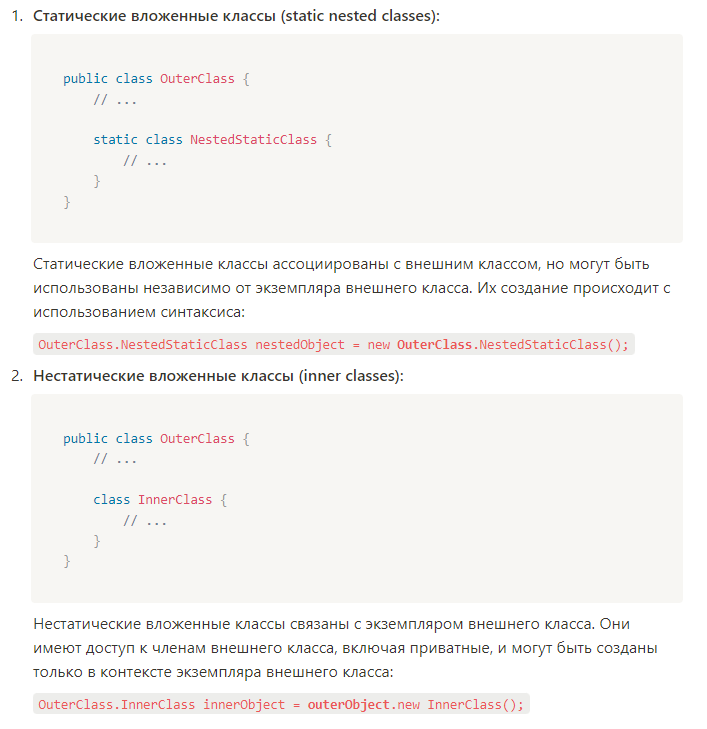 1. Статические вложенные классы (static nested classes):
public class OuterClass {
    // ...
    static class NestedStaticClass {
        // ...
    }
}
Статические вложенные классы ассоциированы с внешним классом, но могут быть
использованы независимо от экземпляра внешнего класса. Их создание происходит с
использованием синтаксиса:
OuterClass.NestedStaticClass nestedObject = new OuterClass.NestedStaticClass();
2. Нестатические вложенные классы (inner classes):
public class OuterClass {
    // ...
    class InnerClass {
        // ...
    }
}
Нестатические вложенные классы связаны с экземпляром внешнего класса. Они
имеют доступ к членам внешнего класса, включая приватные, и могут быть созданы
только в контексте экземпляра внешнего класса:
OuterClass.InnerClass innerObject = outerObject.new InnerClass();